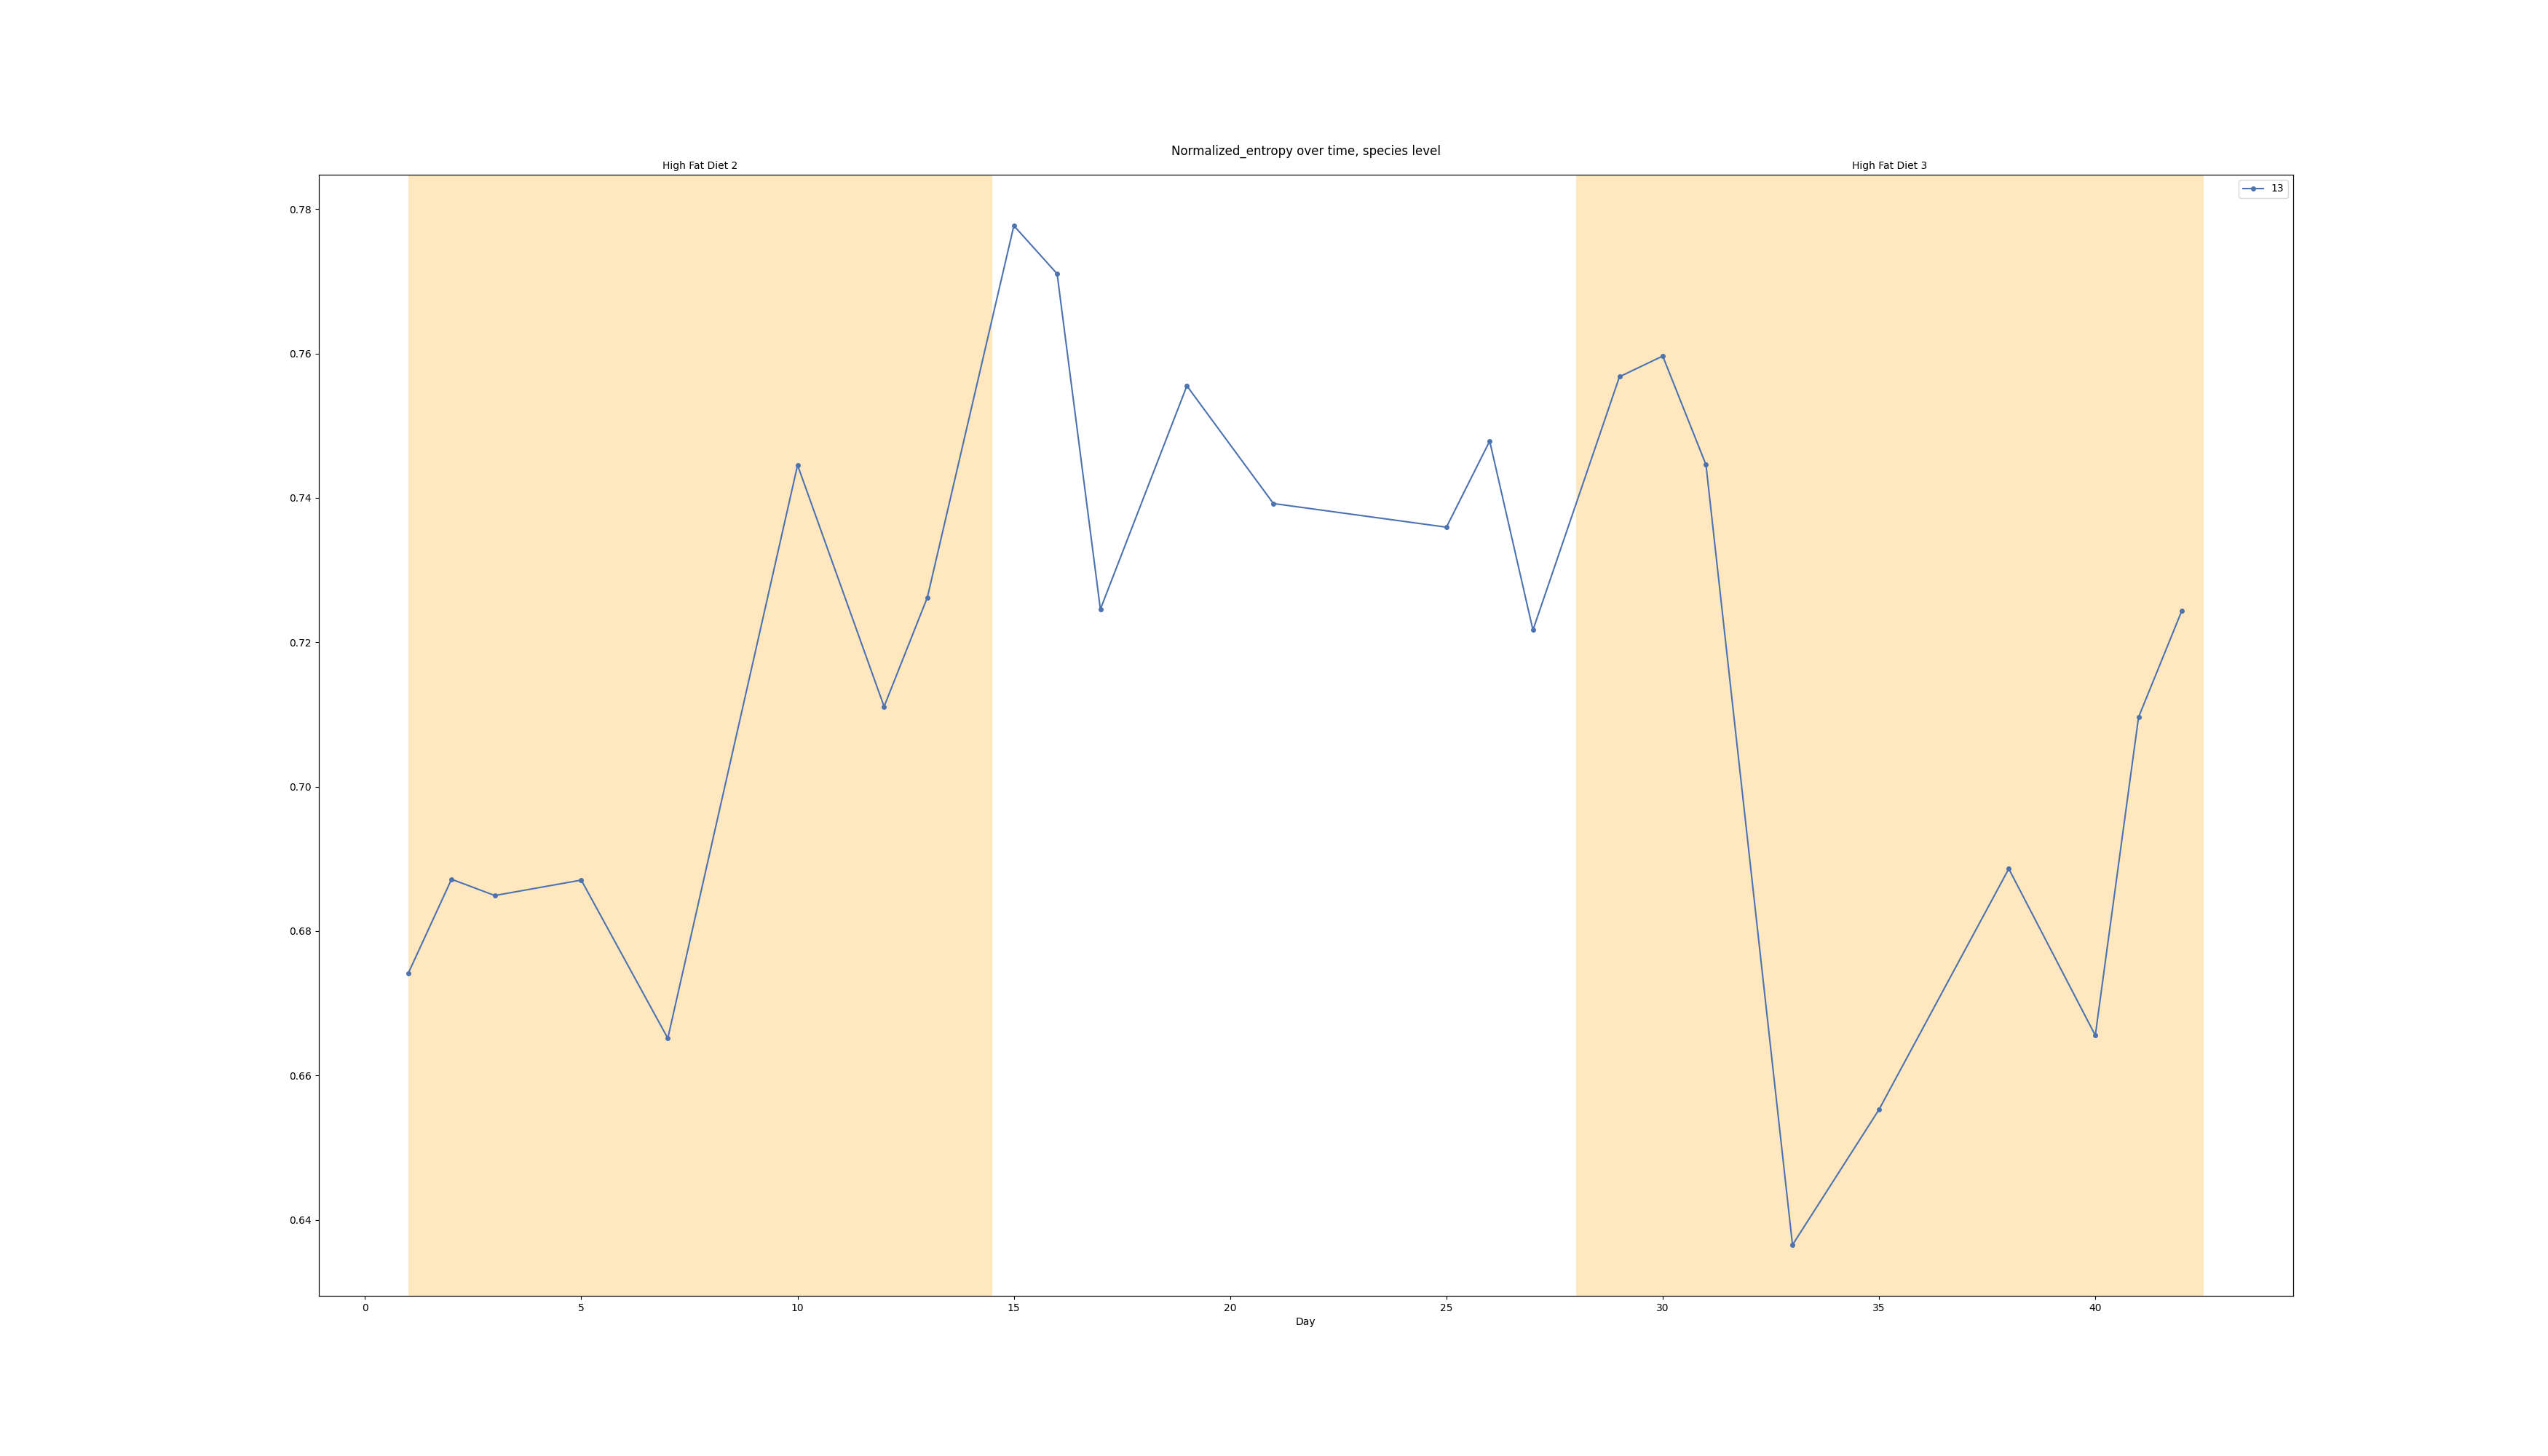 Normalized_entropy over time, species level
High Fat Diet 2
High Fat Diet 3
13
0.78
0.76
0.74
0.72
0.70
0.68
0.66
0.64
0 5 10 15 20 25 30 35 40
Day